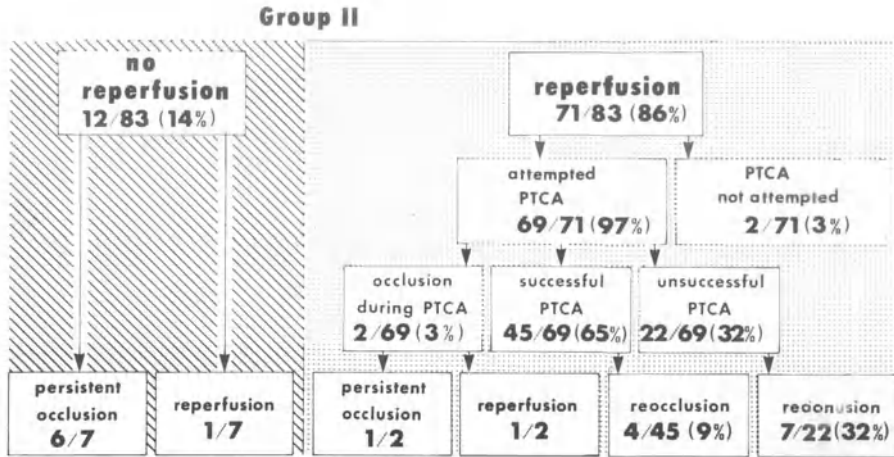 Group II
no
reperfusion
12/83 (14%)
reperfusion
71/83 (86%)
attempted
PTCA
69/71 (97%)
PTCA
not attempted
2/71 (3%)
occlusion
during PTCA
2/69 (3%)
successful
PTCA
45/69 (65%)
unsuccessful
PTCA
22/69 (32%)
persistent
occlusion
6/7
reperfusion
1/7
persistent
occlusion
1/2
reperfusion
1/2
reocclusion
4/45 (9%)
7/22 (32%)